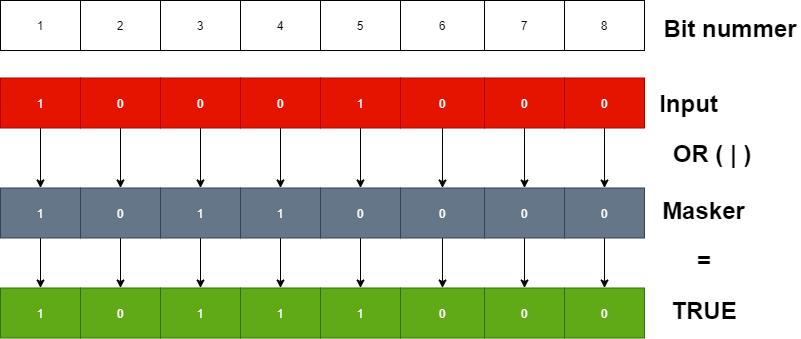 1 2 3 4 5 6 7 8 Bit nummer
1 0 0 0 1 0 0 0 Input
OR ( | )
1 0 1 1 0 0 0 0 Masker
=
1 0 1 1 1 0 0 0 TRUE